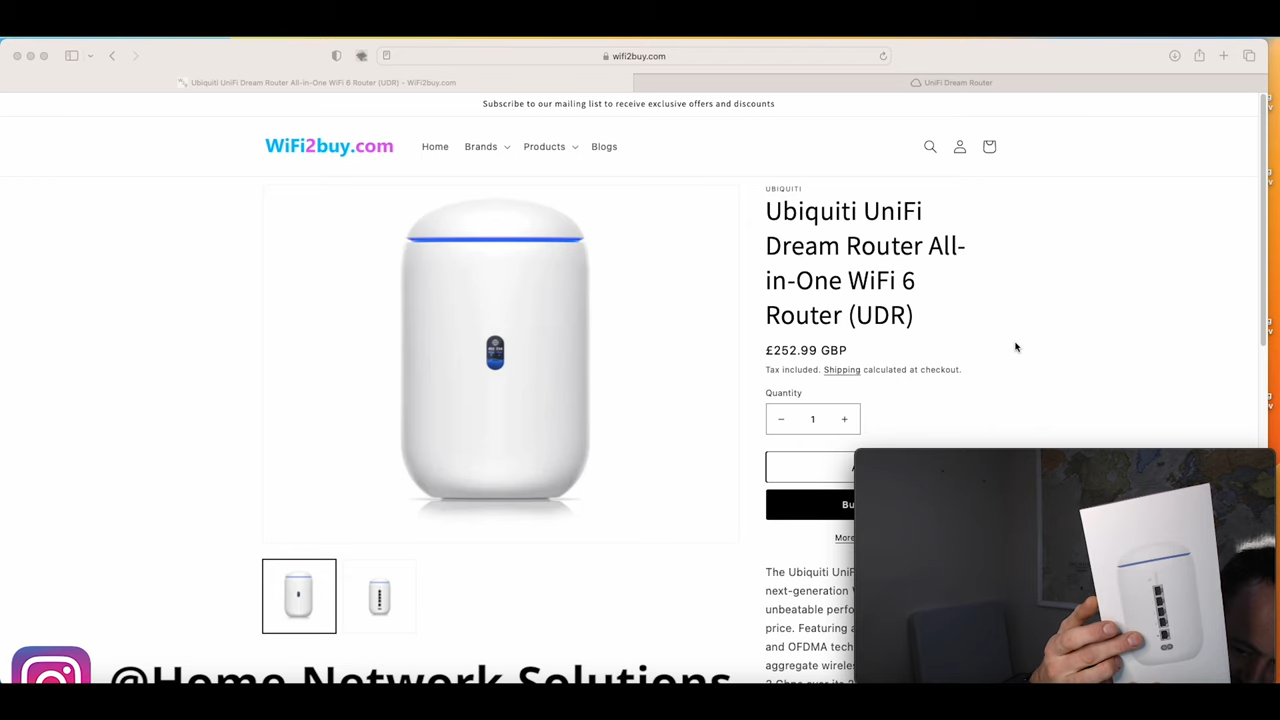 wifi2buy.com
Ubiquiti UniFi Dream Router All-in-One WiFi 6 Router (UDR) – WiFi2buy.com
UniFi Dream Router
Subscribe to our mailing list to receive exclusive offers and discounts
WiFi2buy.com
Home
Brands
Products
Blogs
UBIQUITI
Ubiquiti UniFi
Dream Router All-
in-One WiFi 6
Router (UDR)
£252.99 GBP
Tax included. Shipping calculated at checkout.
Quantity
− 1 +
More
The Ubiquiti UniF
next-generation
unbeatable perfo
price. Featuring a
and OFDMA tech
aggregate wireles
@Home Network Solutions